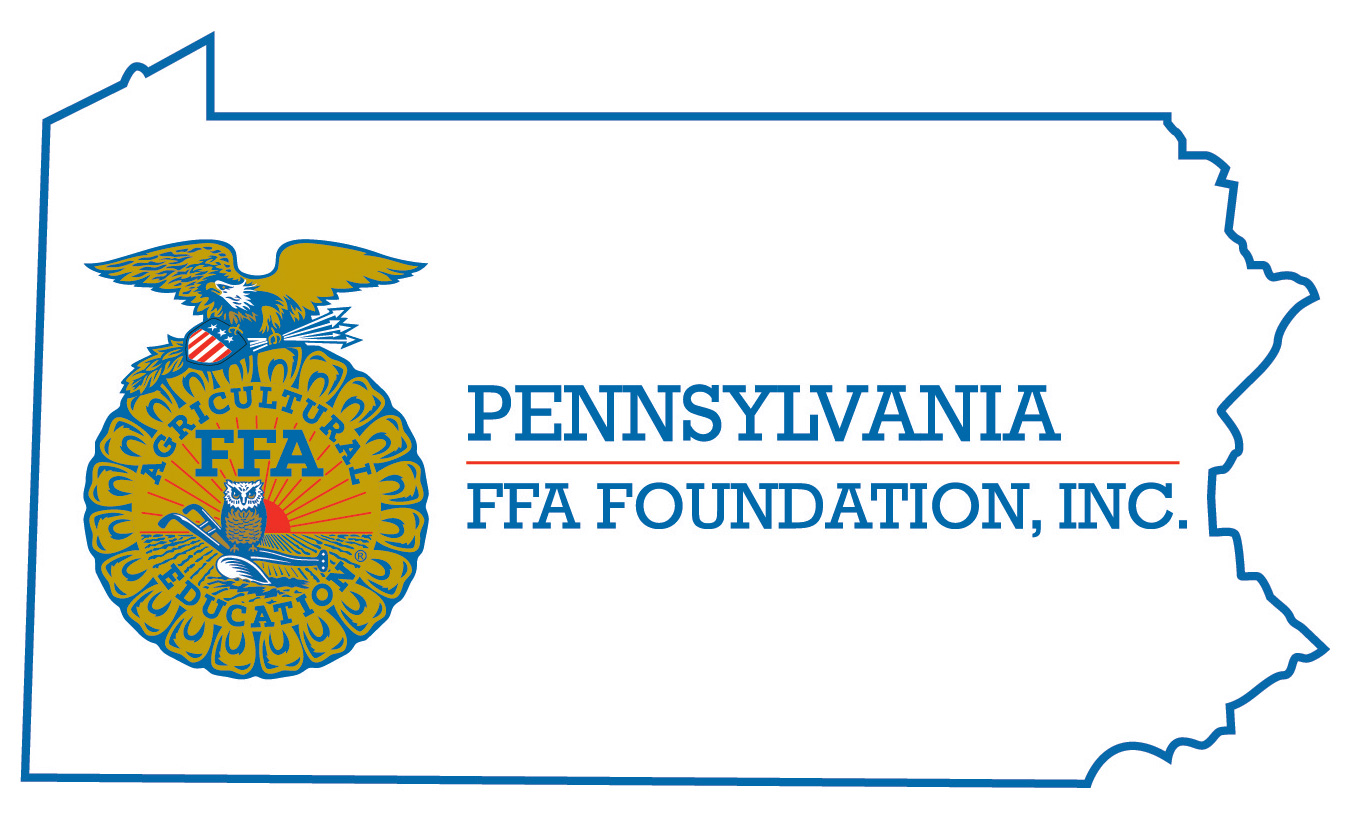 AGRICULTURAL
FFA
EDUCATION
®
PENNSYLVANIA
FFA FOUNDATION, INC.